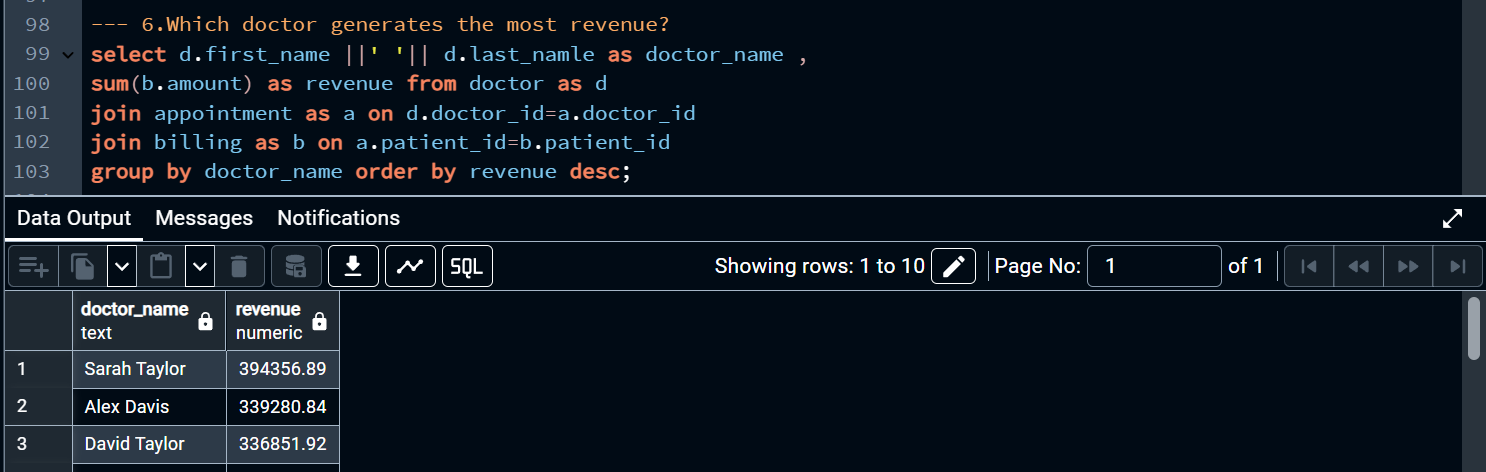 98 --- 6.Which doctor generates the most revenue?
99 select d.first_name ||' '|| d.last_namle as doctor_name ,
100 sum(b.amount) as revenue from doctor as d
101 join appointment as a on d.doctor_id=a.doctor_id
102 join billing as b on a.patient_id=b.patient_id
103 group by doctor_name order by revenue desc;
Data Output Messages Notifications
SQL Showing rows: 1 to 10 Page No: 1 of 1
doctor_name revenue
text numeric
1 Sarah Taylor 394356.89
2 Alex Davis 339280.84
3 David Taylor 336851.92